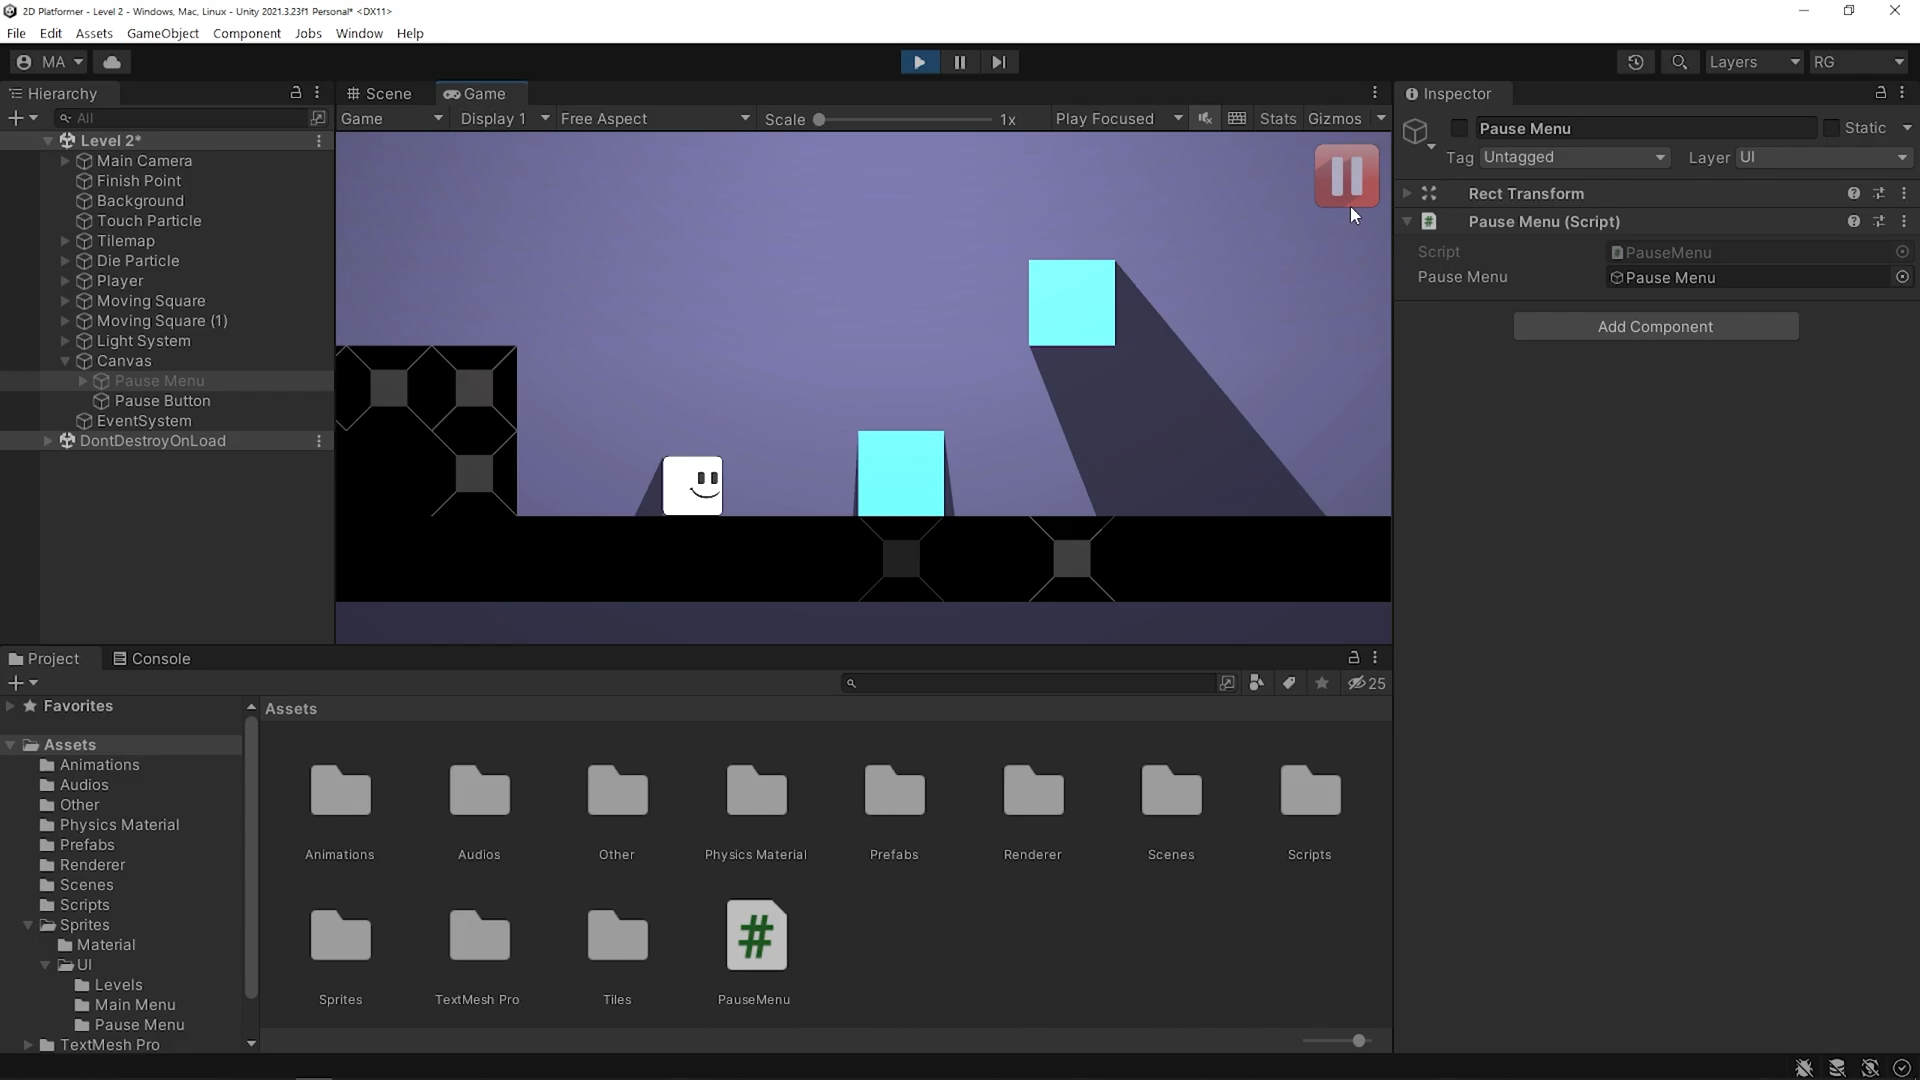 2D Platformer - Level 2 - Windows, Mac, Linux - Unity 2021.3.23f1 Personal* <DX11>
File Edit Assets GameObject Component Jobs Window Help
MA
Layers RG
Hierarchy
Scene Game
Inspector
All
Game Display 1 Free Aspect Scale 1x Play Focused Stats Gizmos
Level 2*
Main Camera
Finish Point
Background
Touch Particle
Tilemap
Die Particle
Player
Moving Square
Moving Square (1)
Light System
Canvas
Pause Menu
Pause Button
EventSystem
DontDestroyOnLoad
Pause Menu Static
Tag Untagged Layer UI
Rect Transform
# Pause Menu (Script)
Script PauseMenu
Pause Menu Pause Menu
Add Component
Project Console
25
Favorites
Assets
Animations
Audios
Other
Physics Material
Prefabs
Renderer
Scenes
Scripts
Sprites
Material
UI
Levels
Main Menu
Pause Menu
TextMesh Pro
Assets
Animations Audios Other Physics Material Prefabs Renderer Scenes Scripts
#
Sprites TextMesh Pro Tiles PauseMenu